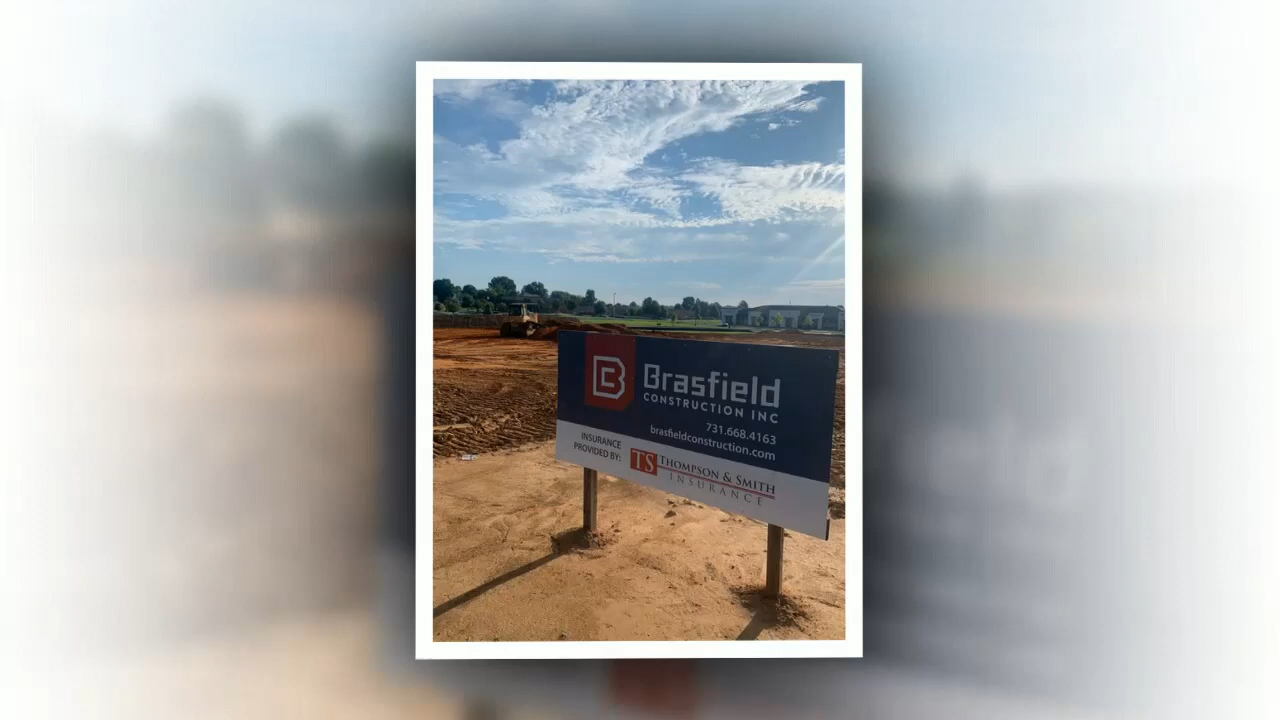 Brasfield
CONSTRUCTION INC
731.668.4163
brasfieldconstruction.com
INSURANCE
PROVIDED BY:
TS THOMPSON & SMITH
INSURANCE